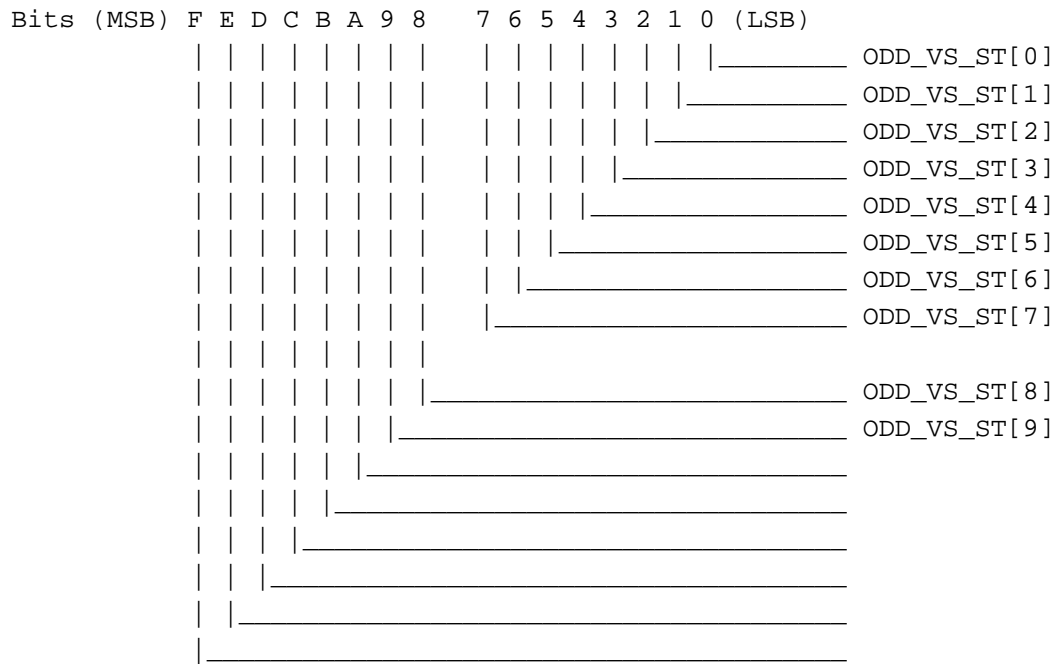 Bits (MSB) F E D C B A 9 8 7 6 5 4 3 2 1 0 (LSB)
ODD_VS_ST[0]
ODD_VS_ST[1]
ODD_VS_ST[2]
ODD_VS_ST[3]
ODD_VS_ST[4]
ODD_VS_ST[5]
ODD_VS_ST[6]
ODD_VS_ST[7]
ODD_VS_ST[8]
ODD_VS_ST[9]